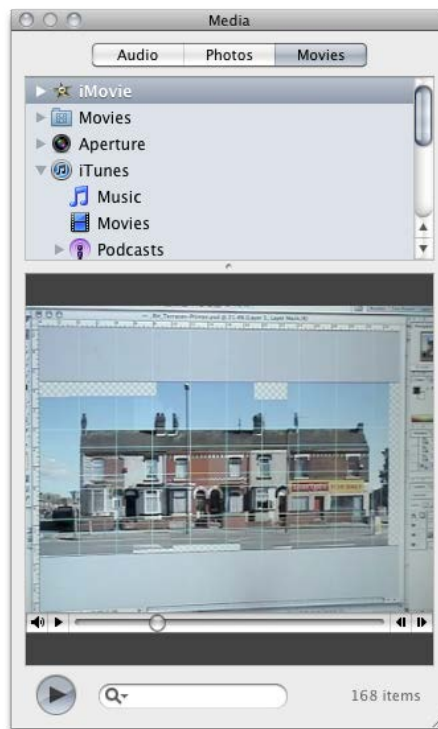 Media
Audio Photos Movies
iMovie
Movies
Aperture
iTunes
Music
Movies
Podcasts
168 items